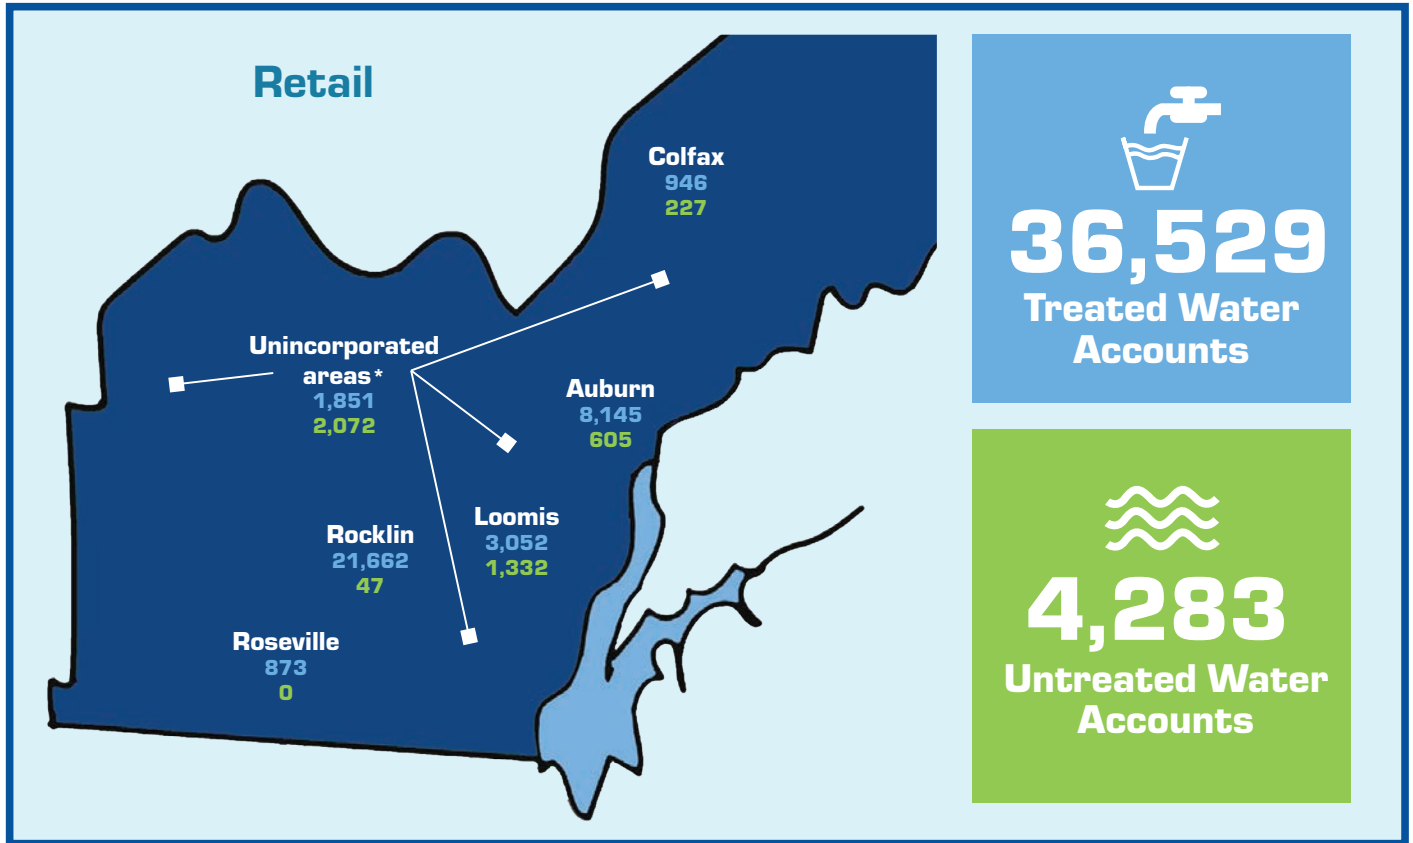 Retail
Colfax
946
227
Unincorporated
areas*
1,851
2,072
Auburn
8,145
605
Loomis
3,052
1,332
Rocklin
21,662
47
Roseville
873
0
36,529
Treated Water
Accounts
4,283
Untreated Water
Accounts